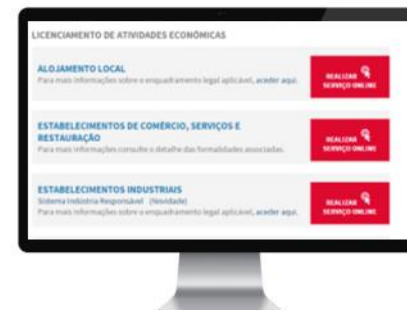 LICENCIAMENTO DE ATIVIDADES ECONÓMICAS
ALOJAMENTO LOCAL
Para mais informações sobre o enquadramento legal aplicável, aceder aqui.
REALIZAR
SERVIÇO ONLINE
ESTABELECIMENTOS DE COMÉRCIO, SERVIÇOS E
RESTAURAÇÃO
Para mais informações consulte o detalhe das formalidades associadas.
REALIZAR
SERVIÇO ONLINE
ESTABELECIMENTOS INDUSTRIAIS
Sistema Indústria Responsável (Novidade)
Para mais informações sobre o enquadramento legal aplicável, aceder aqui.
REALIZAR
SERVIÇO ONLINE